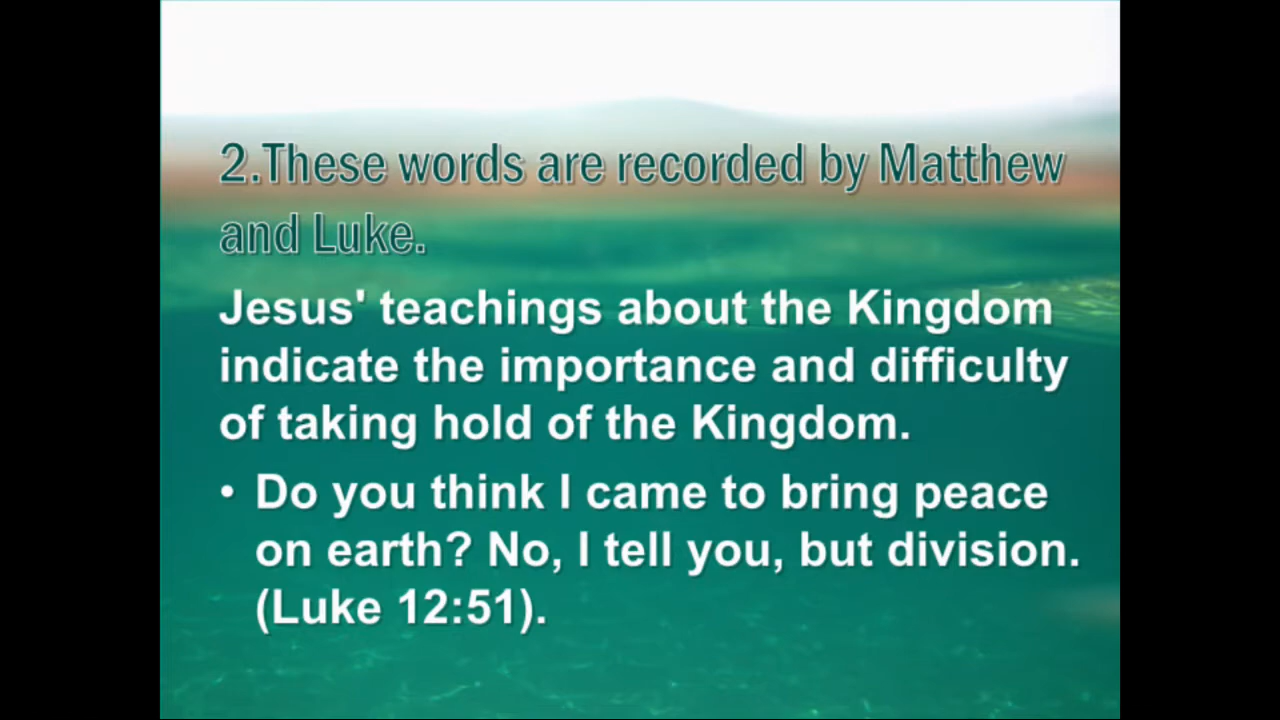 2.These words are recorded by Matthew
and Luke.
Jesus' teachings about the Kingdom
indicate the importance and difficulty
of taking hold of the Kingdom.
• Do you think I came to bring peace
on earth? No, I tell you, but division.
(Luke 12:51).